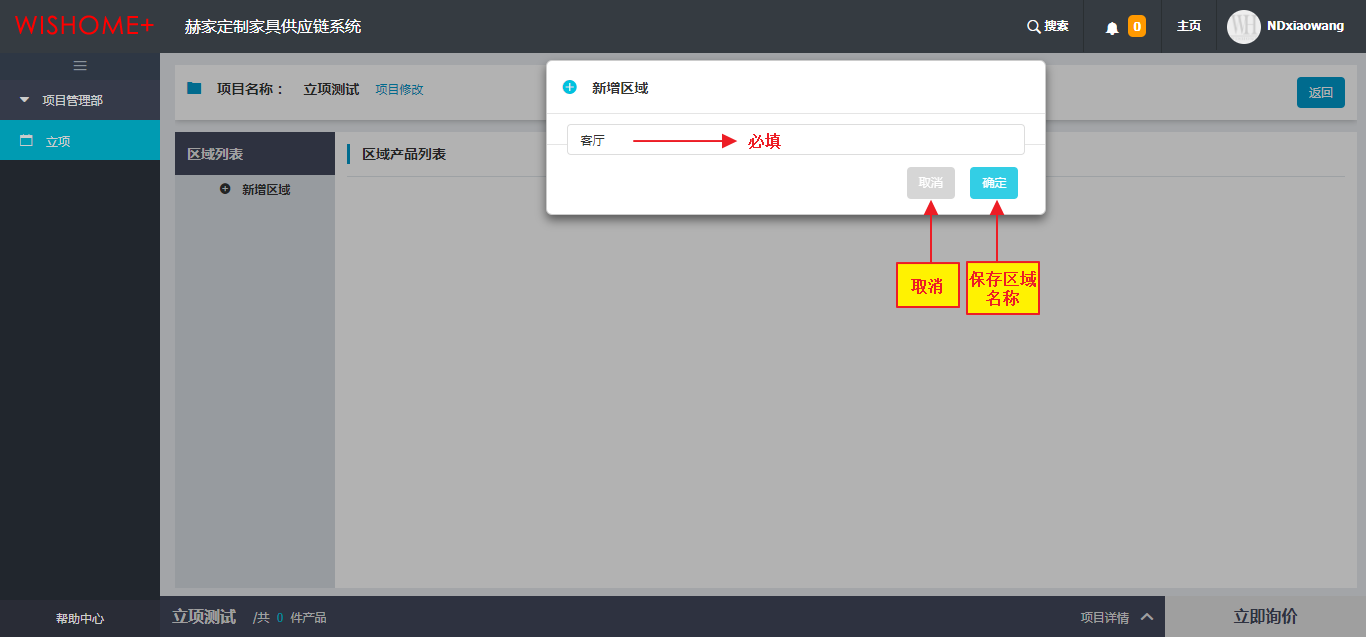 WISHOME+
赫家定制家具供应链系统
搜索
0
主页
NDxiaowang
项目管理部
立项
帮助中心
项目名称：
立项测试
项目修改
返回
区域列表
新增区域
区域产品列表
新增区域
客厅
必填
取消
确定
取消
保存区域
名称
立项测试
/共 0 件产品
项目详情
立即询价